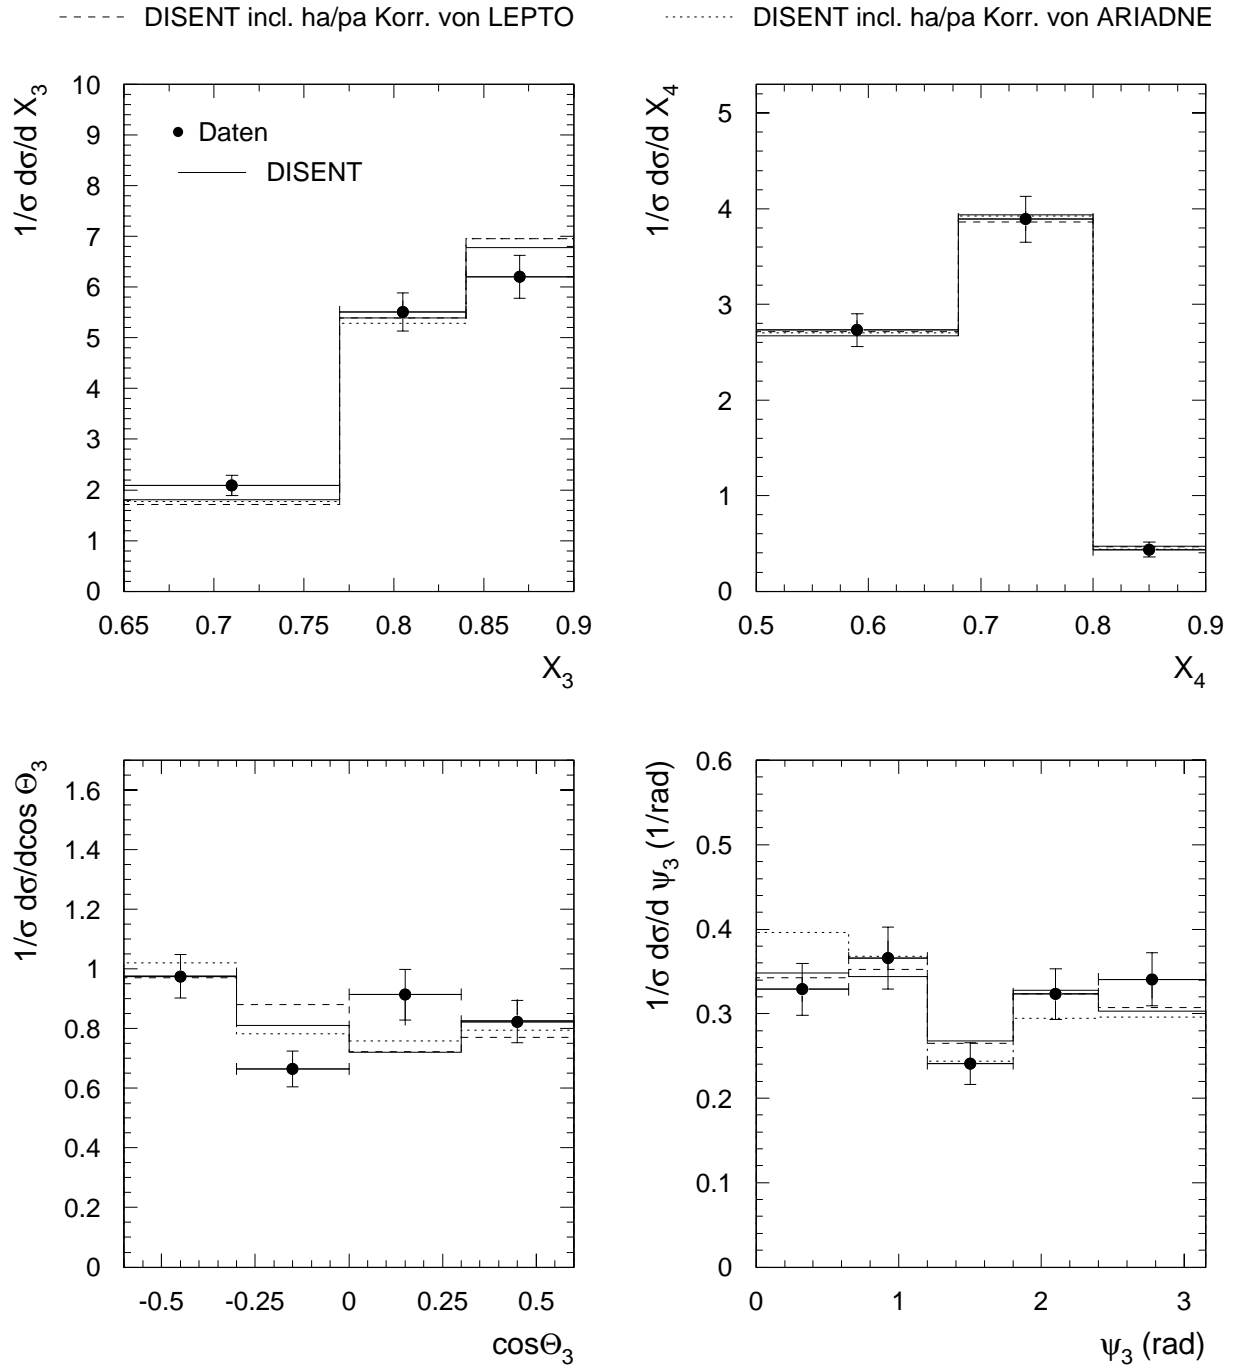 DISENT incl. ha/pa Korr. von LEPTO
DISENT incl. ha/pa Korr. von ARIADNE
1/σ dσ/d X3
10
9
8
7
6
5
4
3
2
1
0
Daten
DISENT
0.65 0.7 0.75 0.8 0.85 0.9
X3
1/σ dσ/d X4
5
4
3
2
1
0
0.5 0.6 0.7 0.8 0.9
X4
1/σ dσ/dcos Θ3
1.6
1.4
1.2
1
0.8
0.6
0.4
0.2
0
-0.5 -0.25 0 0.25 0.5
cosΘ3
1/σ dσ/d ψ3 (1/rad)
0.6
0.5
0.4
0.3
0.2
0.1
0
0 1 2 3
ψ3 (rad)